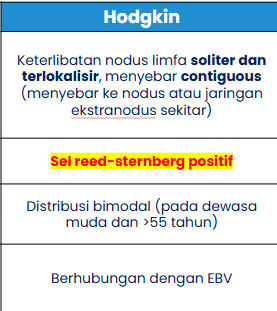 Hodgkin
Keterlibatan nodus limfa soliter dan
terlokalisir, menyebar contiguous
(menyebar ke nodus atau jaringan
ekstranodus sekitar)
Sel reed-sternberg positif
Distribusi bimodal (pada dewasa
muda dan >55 tahun)
Berhubungan dengan EBV